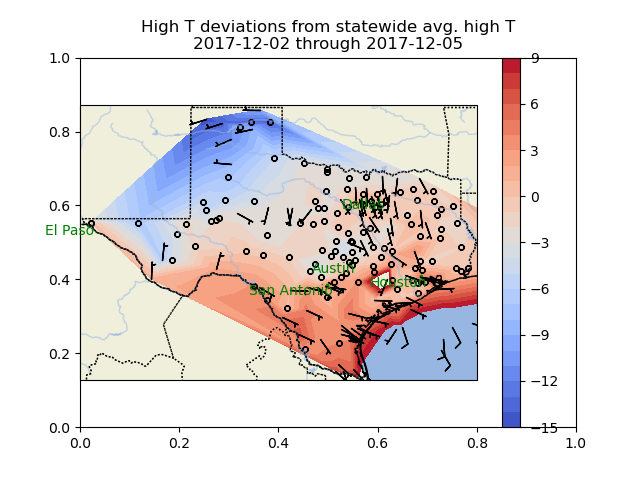 High T deviations from statewide avg. high T
2017-12-02 through 2017-12-05
1.0
0.8
0.6
0.4
0.2
0.0
0.0 0.2 0.4 0.6 0.8 1.0
9
6
3
0
−3
−6
−9
−12
−15
Dallas
El Paso
Austin
San Antonio
Houston